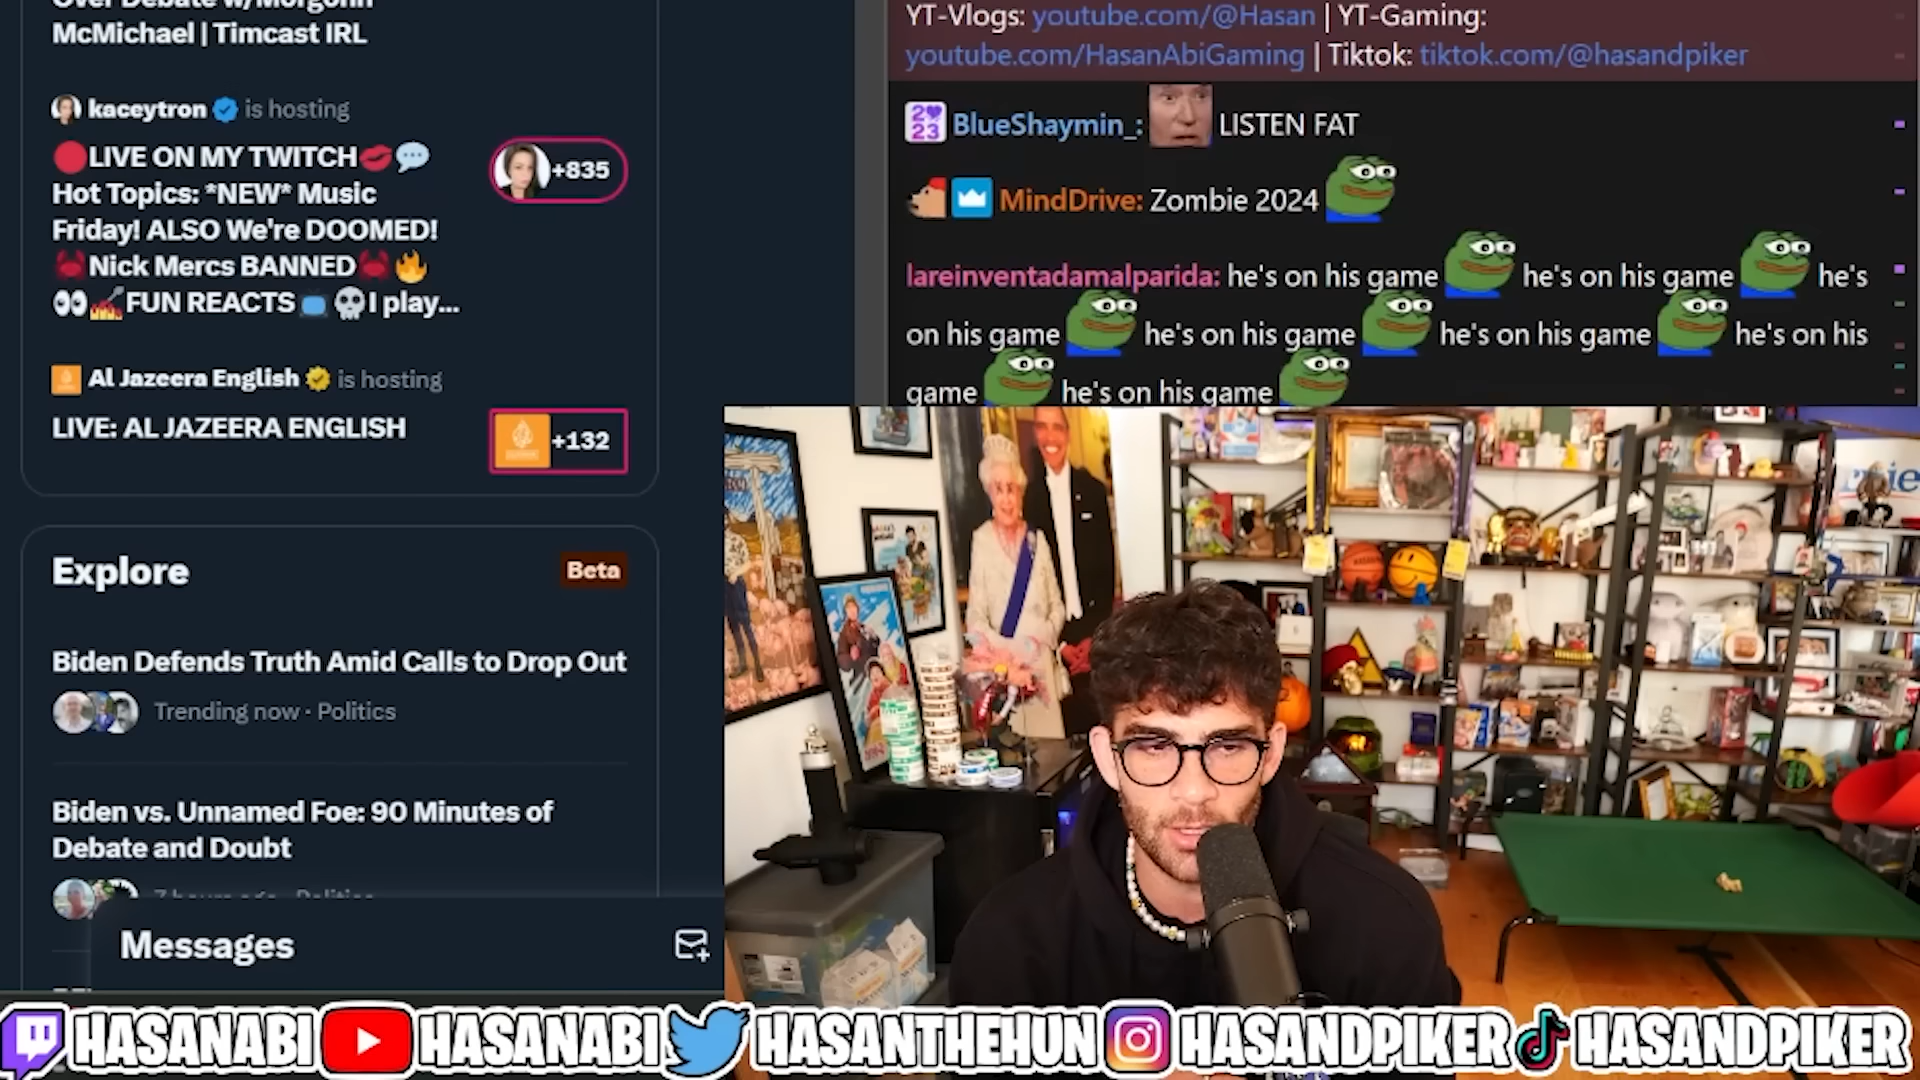 McMichael | Timcast IRL
kaceytron is hosting
🔴LIVE ON MY TWITCH💋💬
Hot Topics: *NEW* Music
Friday! ALSO We're DOOMED!
🦀Nick Mercs BANNED🦀🔥
👀💅FUN REACTS📺💀I play...
+835
Al Jazeera English is hosting
LIVE: AL JAZEERA ENGLISH
+132
Explore
Beta
Biden Defends Truth Amid Calls to Drop Out
Trending now · Politics
Biden vs. Unnamed Foe: 90 Minutes of
Debate and Doubt
Messages
YT-Vlogs: youtube.com/@Hasan | YT-Gaming:
youtube.com/HasanAbiGaming | Tiktok: tiktok.com/@hasandpiker
2023 BlueShaymin_: LISTEN FAT
MindDrive: Zombie 2024
lareinventadamalparida: he's on his game he's on his game he's
on his game he's on his game he's on his game he's on his
game he's on his game
HASANABI HASANABI HASANTHEHUN HASANDPIKER HASANDPIKER